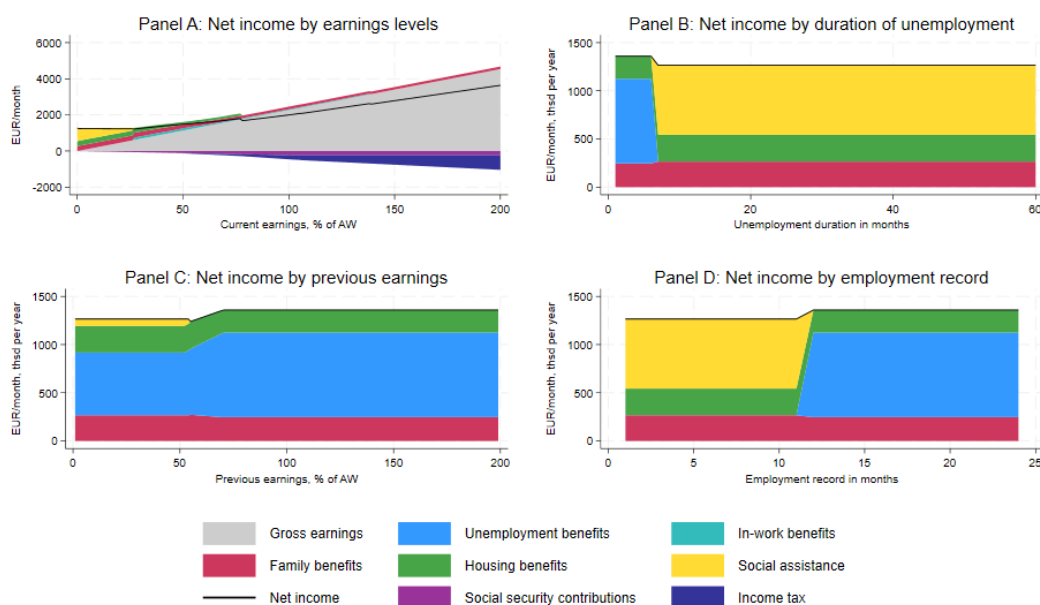 Panel A: Net income by earnings levels
EUR/month
6000
4000
2000
0
-2000
0 50 100 150 200
Current earnings, % of AW
Panel B: Net income by duration of unemployment
EUR/month, thsd per year
1500
1000
500
0
0 20 40 60
Unemployment duration in months
Panel C: Net income by previous earnings
EUR/month, thsd per year
1500
1000
500
0
0 50 100 150 200
Previous earnings, % of AW
Panel D: Net income by employment record
EUR/month, thsd per year
1500
1000
500
0
0 5 10 15 20 25
Employment record in months
Gross earnings Unemployment benefits In-work benefits
Family benefits Housing benefits Social assistance
Net income Social security contributions Income tax